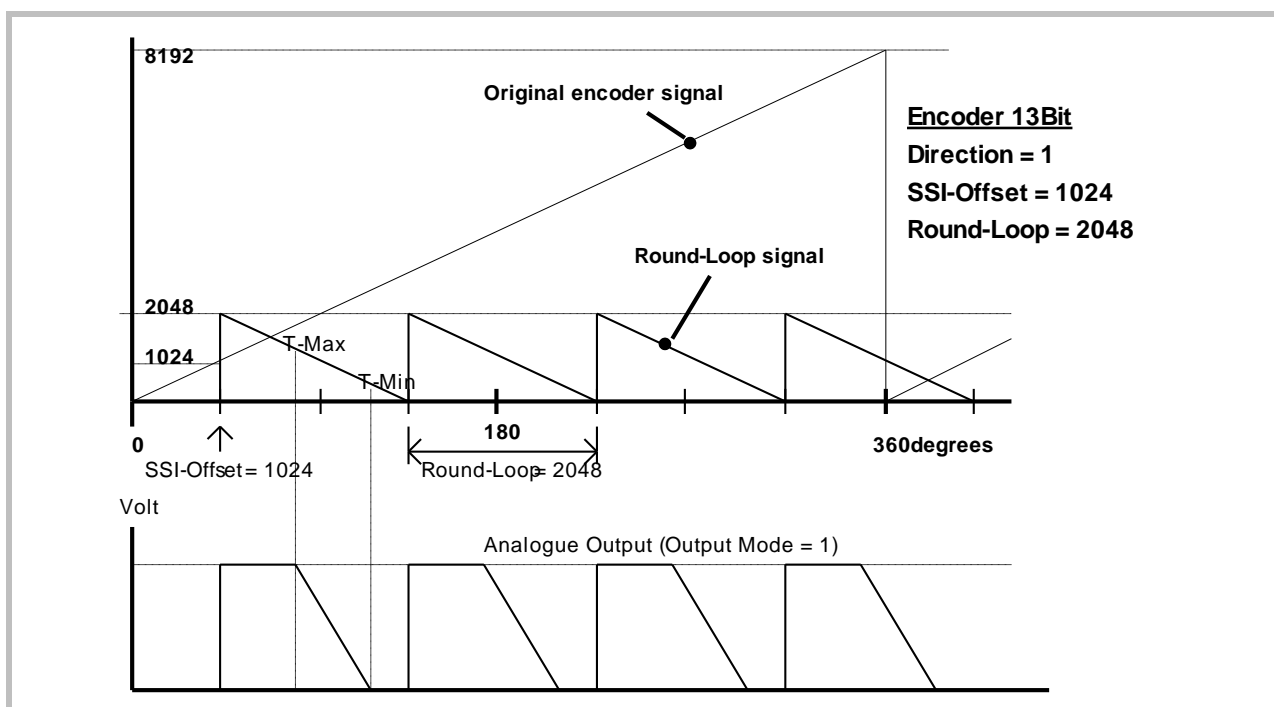 8192
Original encoder signal
Encoder 13Bit
Direction = 1
SSI-Offset = 1024
Round-Loop = 2048
Round-Loop signal
2048
T-Max
1024
T-Min
0
180
360degrees
SSI-Offset = 1024
Round-Loop = 2048
Volt
Analogue Output (Output Mode = 1)